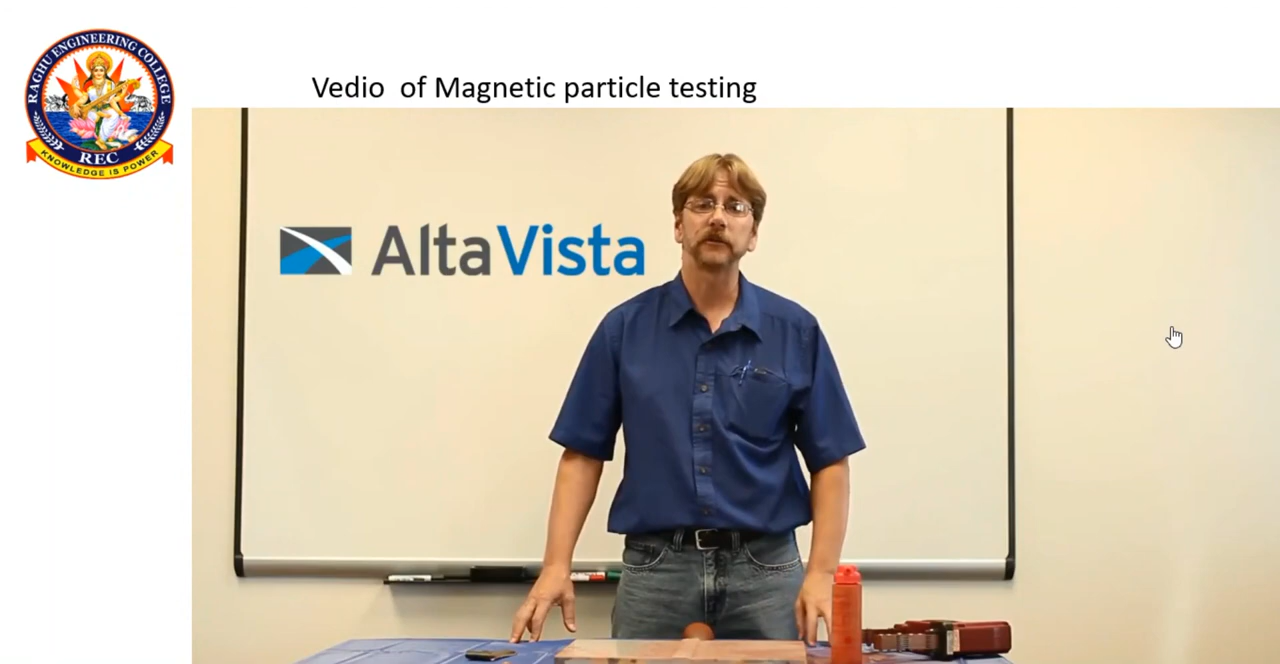 RAGHU ENGINEERING COLLEGE
REC
KNOWLEDGE IS POWER
Vedio of Magnetic particle testing
AltaVista